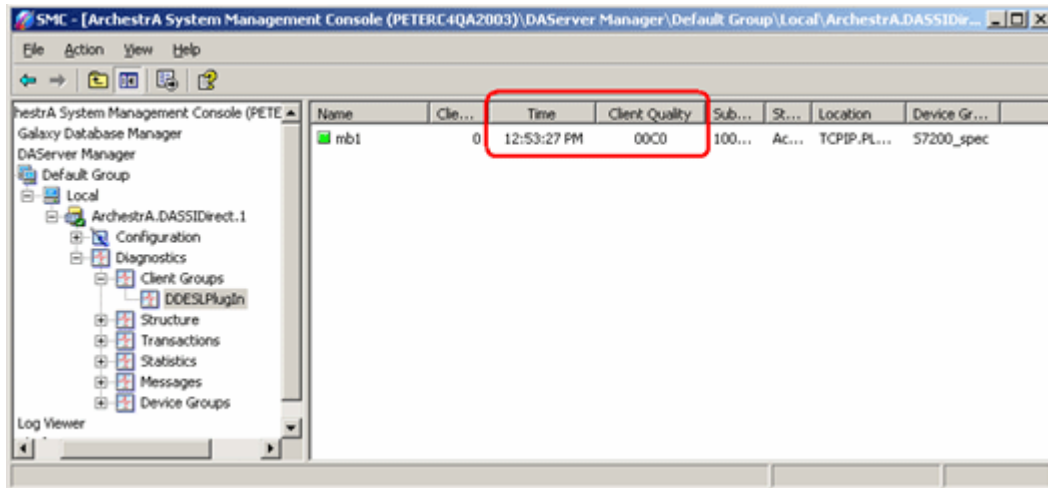 SMC - [ArchestrA System Management Console (PETERC4QA2003)\DAServer Manager\Default Group\Local\ArchestrA.DASSIDir...
File Action View Help
hestrA System Management Console (PETE
Name Clie... Time Client Quality Sub... St... Location Device Gr...
Galaxy Database Manager
mb1 0 12:53:27 PM 00C0 100... Ac... TCPIP.PL... S7200_spec
DAServer Manager
Default Group
Local
ArchestrA.DASSIDirect.1
Configuration
Diagnostics
Client Groups
DDESLPlugIn
Structure
Transactions
Statistics
Messages
Device Groups
Log Viewer